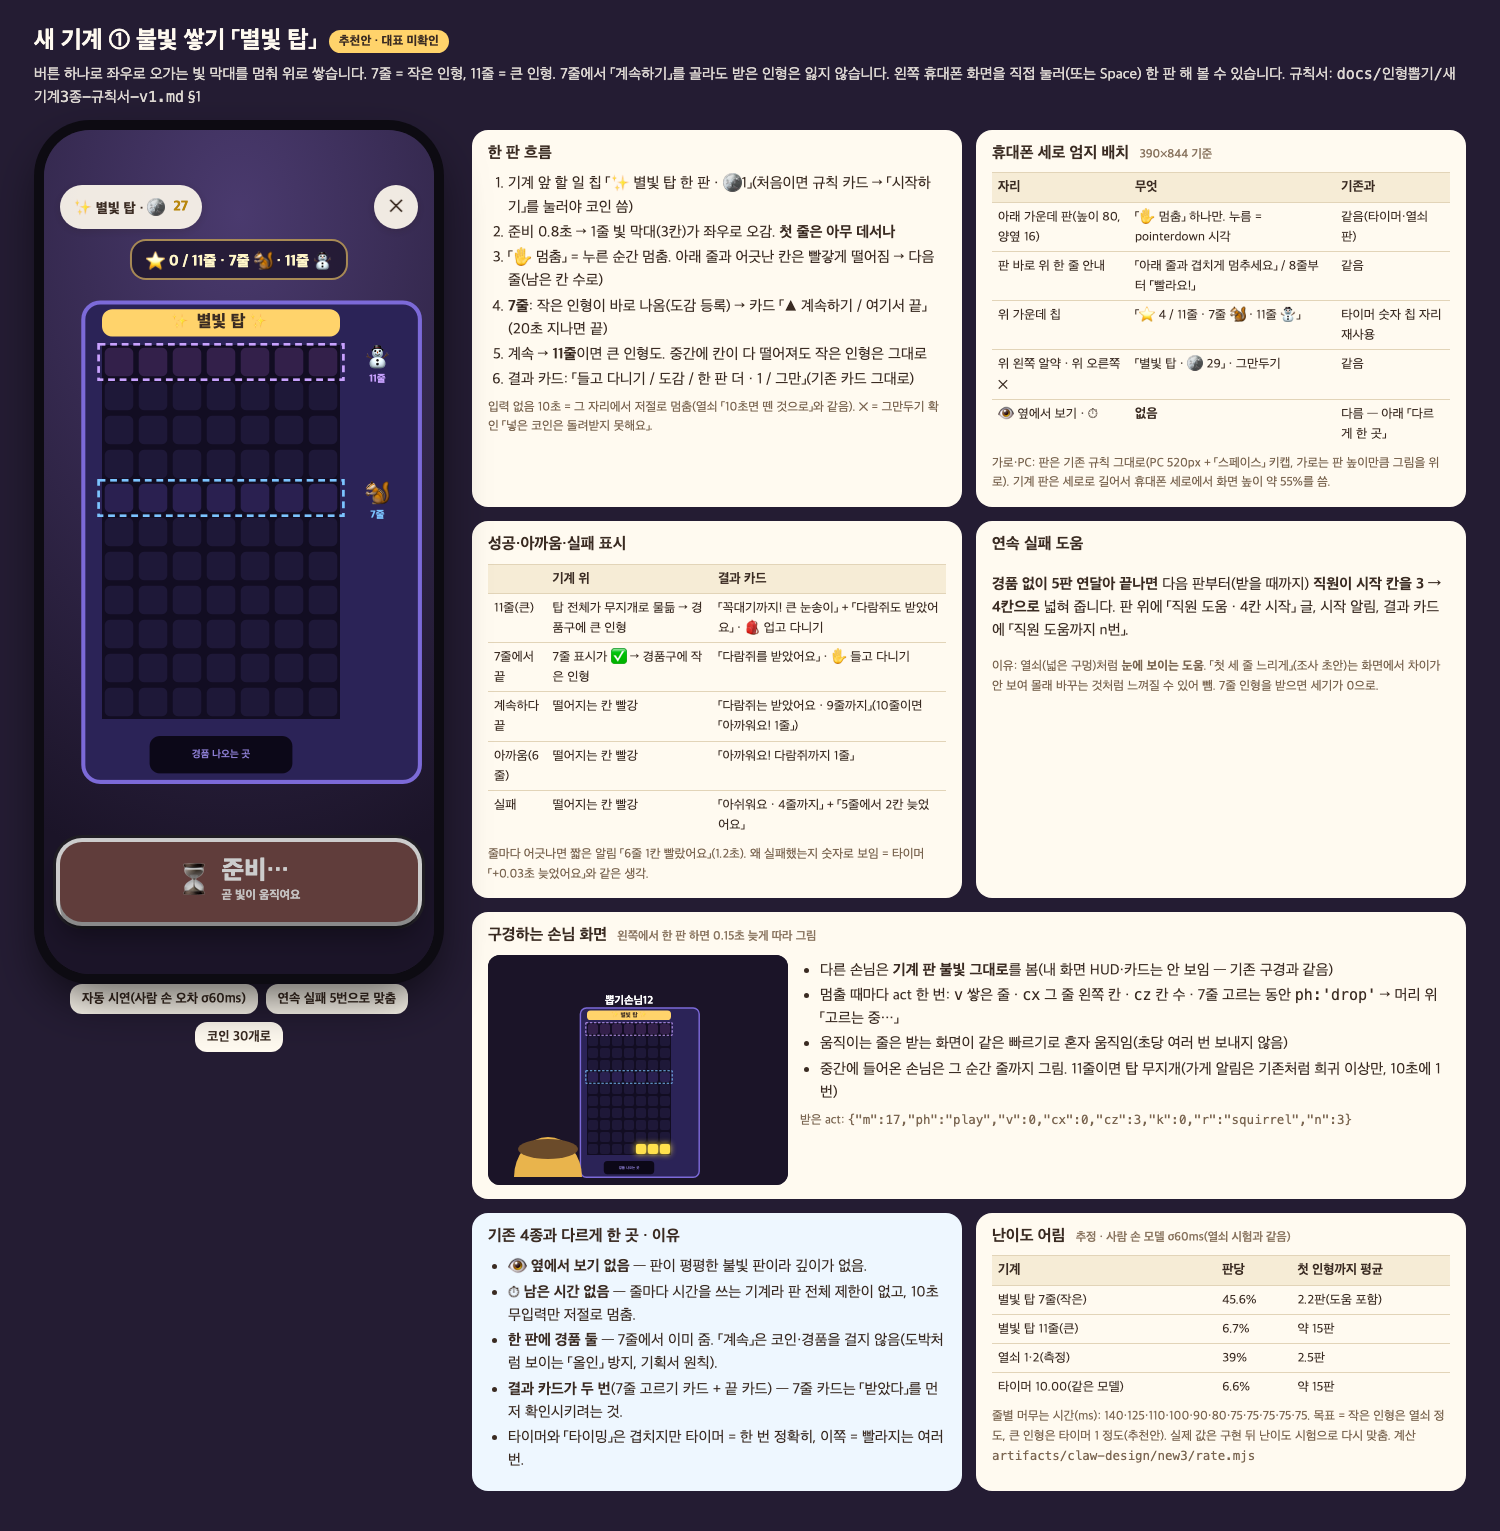 새 기계 ① 불빛 쌓기 「별빛 탑」 추천안 · 대표 미확인
버튼 하나로 좌우로 오가는 빛 막대를 멈춰 위로 쌓습니다. 7줄 = 작은 인형, 11줄 = 큰 인형. 7줄에서 「계속하기」를 골라도 받은 인형은 잃지 않습니다. 왼쪽 휴대폰 화면을 직접 눌러(또는 Space) 한 판 해 볼 수 있습니다. 규칙서: docs/인형뽑기/새
기계3종-규칙서-v1.md §1
✨ 별빛 탑 · 🌑 27
✕
⭐ 0 / 11줄 · 7줄 🐿️ · 11줄 ☃️
✨ 별빛 탑 ✨
11줄
7줄
경품 나오는 곳
⏳ 준비…
곧 빛이 움직여요
자동 시연(사람 손 오차 σ60ms)
연속 실패 5번으로 맞춤
코인 30개로
한 판 흐름
1. 기계 앞 할 일 칩 「✨ 별빛 탑 한 판 · 🌑1」(처음이면 규칙 카드 → 「시작하
기」를 눌러야 코인 씀)
2. 준비 0.8초 → 1줄 빛 막대(3칸)가 좌우로 오감. 첫 줄은 아무 데서나
3. 「✋ 멈춤」 = 누른 순간 멈춤. 아래 줄과 어긋난 칸은 빨갛게 떨어짐 → 다음
줄(남은 칸 수로)
4. 7줄: 작은 인형이 바로 나옴(도감 등록) → 카드 「▲ 계속하기 / 여기서 끝」
(20초 지나면 끝)
5. 계속 → 11줄이면 큰 인형도. 중간에 칸이 다 떨어져도 작은 인형은 그대로
6. 결과 카드: 「들고 다니기 / 도감 / 한 판 더 · 1 / 그만」(기존 카드 그대로)
입력 없음 10초 = 그 자리에서 저절로 멈춤(열쇠 「10초면 뗀 것으로」와 같음). ✕ = 그만두기 확
인 「넣은 코인은 돌려받지 못해요」.
휴대폰 세로 엄지 배치 390×844 기준
자리 무엇 기존과
아래 가운데 판(높이 80,
양옆 16)
「✋ 멈춤」 하나만. 누름 =
pointerdown 시각
같음(타이머·열쇠
판)
판 바로 위 한 줄 안내
「아래 줄과 겹치게 멈추세요」 / 8줄부
터 「빨라요!」
같음
위 가운데 칩
「⭐ 4 / 11줄 · 7줄 🐿️ · 11줄 ☃️」
타이머 숫자 칩 자리
재사용
위 왼쪽 알약 · 위 오른쪽
✕
「별빛 탑 · 🌑 29」 · 그만두기
같음
👁️ 옆에서 보기 · ⏱
없음
다름 — 아래 「다르
게 한 곳」
가로·PC: 판은 기존 규칙 그대로(PC 520px + 「스페이스」 키캡, 가로는 판 높이만큼 그림을 위
로). 기계 판은 세로로 길어서 휴대폰 세로에서 화면 높이 약 55%를 씀.
성공·아까움·실패 표시
기계 위 결과 카드
11줄(큰)
탑 전체가 무지개로 물듦 → 경
품구에 큰 인형
「꼭대기까지! 큰 눈송이」 + 「다람쥐도 받았어
요」 · 🎒 업고 다니기
7줄에서
끝
7줄 표시가 ✅ → 경품구에 작
은 인형
「다람쥐를 받았어요」 · ✋ 들고 다니기
계속하다
끝
떨어지는 칸 빨강
「다람쥐는 받았어요 · 9줄까지」(10줄이면
「아까워요! 1줄」)
아까움(6
줄)
떨어지는 칸 빨강
「아까워요! 다람쥐까지 1줄」
실패
떨어지는 칸 빨강
「아쉬워요 · 4줄까지」 + 「5줄에서 2칸 늦었
어요」
줄마다 어긋나면 짧은 알림 「6줄 1칸 빨랐어요」(1.2초). 왜 실패했는지 숫자로 보임 = 타이머
「+0.03초 늦었어요」와 같은 생각.
연속 실패 도움
경품 없이 5판 연달아 끝나면 다음 판부터(받을 때까지) 직원이 시작 칸을 3 →
4칸으로 넓혀 줍니다. 판 위에 「직원 도움 · 4칸 시작」 글, 시작 알림, 결과 카드
에 「직원 도움까지 n번」.
이유: 열쇠(넓은 구멍)처럼 눈에 보이는 도움. 「첫 세 줄 느리게」(조사 초안)는 화면에서 차이가
안 보여 몰래 바꾸는 것처럼 느껴질 수 있어 뺌. 7줄 인형을 받으면 세기가 0으로.
구경하는 손님 화면 왼쪽에서 한 판 하면 0.15초 늦게 따라 그림
뽑기손님12
별빛 탑
• 다른 손님은 기계 판 불빛 그대로를 봄(내 화면 HUD·카드는 안 보임 — 기존 구경과 같음)
• 멈출 때마다 act 한 번: v 쌓은 줄 · cx 그 줄 왼쪽 칸 · cz 칸 수 · 7줄 고르는 동안 ph:'drop' → 머리 위
「고르는 중…」
• 움직이는 줄은 받는 화면이 같은 빠르기로 혼자 움직임(초당 여러 번 보내지 않음)
• 중간에 들어온 손님은 그 순간 줄까지 그림. 11줄이면 탑 무지개(가게 알림은 기존처럼 희귀 이상만, 10초에 1
번)
받은 act: {"m":17,"ph":"play","v":0,"cx":0,"cz":3,"k":0,"r":"squirrel","n":3}
기존 4종과 다르게 한 곳 · 이유
• 👁️ 옆에서 보기 없음 — 판이 평평한 불빛 판이라 깊이가 없음.
• ⏱ 남은 시간 없음 — 줄마다 시간을 쓰는 기계라 판 전체 제한이 없고, 10초
무입력만 저절로 멈춤.
• 한 판에 경품 둘 — 7줄에서 이미 줌. 「계속」은 코인·경품을 걸지 않음(도박처
럼 보이는 「올인」 방지, 기획서 원칙).
• 결과 카드가 두 번(7줄 고르기 카드 + 끝 카드) — 7줄 카드는 「받았다」를 먼
저 확인시키려는 것.
• 타이머와 「타이밍」은 겹치지만 타이머 = 한 번 정확히, 이쪽 = 빨라지는 여러
번.
난이도 어림 추정 · 사람 손 모델 σ60ms(열쇠 시험과 같음)
기계 판당 첫 인형까지 평균
별빛 탑 7줄(작은) 45.6% 2.2판(도움 포함)
별빛 탑 11줄(큰) 6.7% 약 15판
열쇠 1·2(측정) 39% 2.5판
타이머 10.00(같은 모델) 6.6% 약 15판
줄별 머무는 시간(ms): 140·125·110·100·90·80·75·75·75·75·75. 목표 = 작은 인형은 열쇠 정
도, 큰 인형은 타이머 1 정도(추천안). 실제 값은 구현 뒤 난이도 시험으로 다시 맞춤. 계산
artifacts/claw-design/new3/rate.mjs